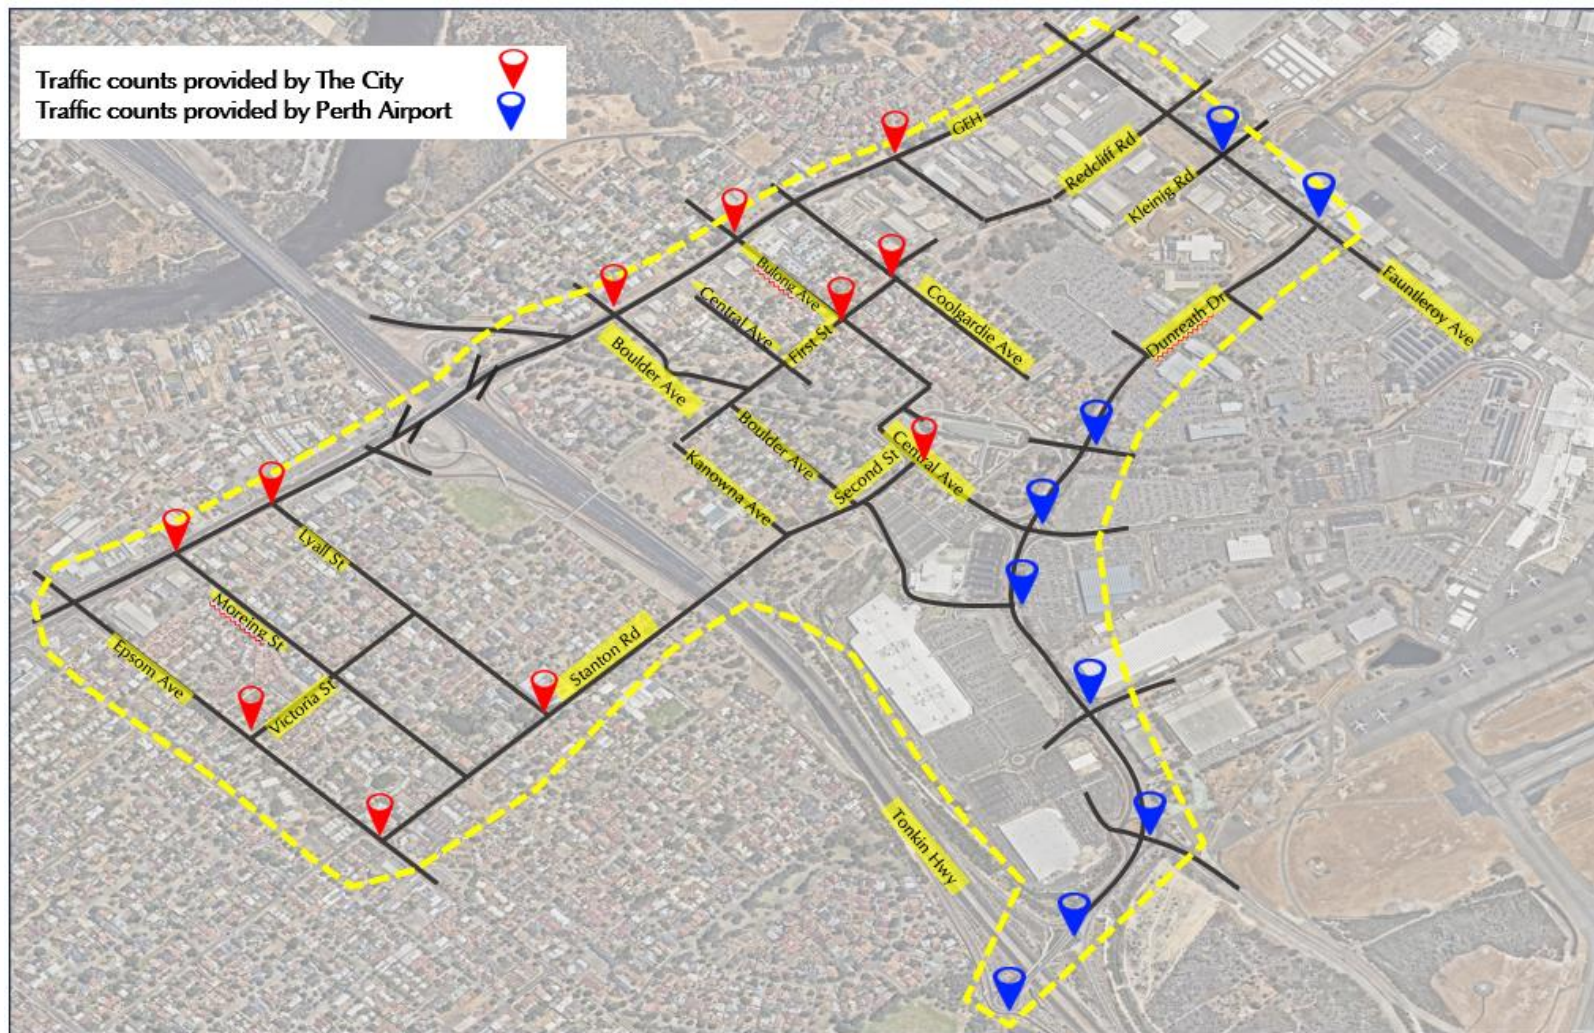 Traffic counts provided by The City
Traffic counts provided by Perth Airport
GEH
Redcliff Rd
Kleinig Rd
Bulong Ave
Central Ave
First St
Coolgardie Ave
Fauntleroy Ave
Dunreath Dr
Boulder Ave
Boulder Ave
Kanowna Ave
Second St
Central Ave
Lyall St
Moreing St
Epsom Ave
Victoria St
Stanton Rd
Tonkin Hwy